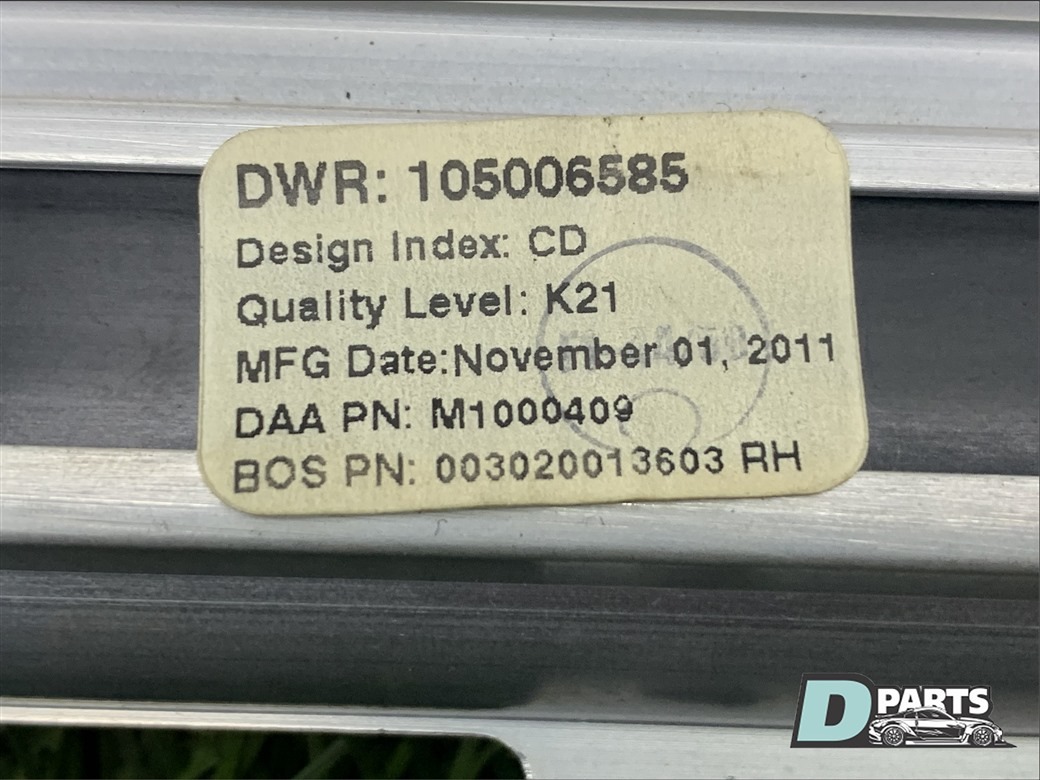 DWR: 105006585
Design Index: CD
Quality Level: K21
MFG Date:November 01, 2011
DAA PN: M1000409
BOS PN: 003020013603 RH
D PARTS